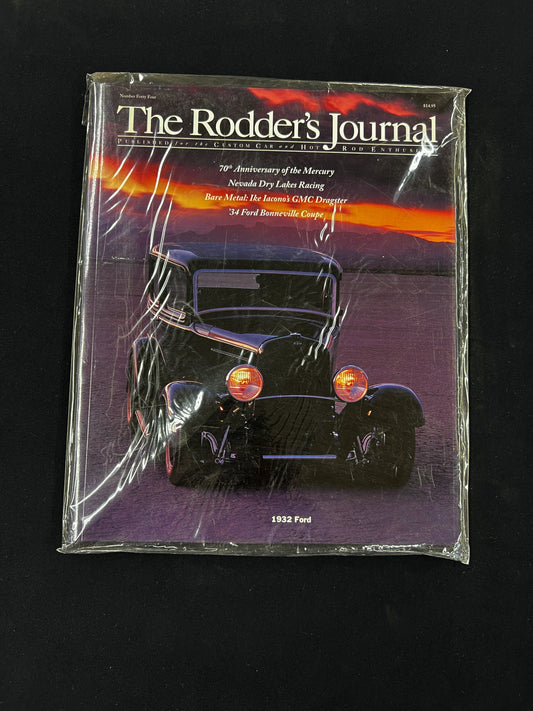 Number Forty Four
$14.95
The Rodder's Journal
Published for the Custom Car and Hot Rod Enthusiast
70th Anniversary of the Mercury
Nevada Dry Lakes Racing
Bare Metal: Ike Iacono's GMC Dragster
'34 Ford Bonneville Coupe
1932 Ford